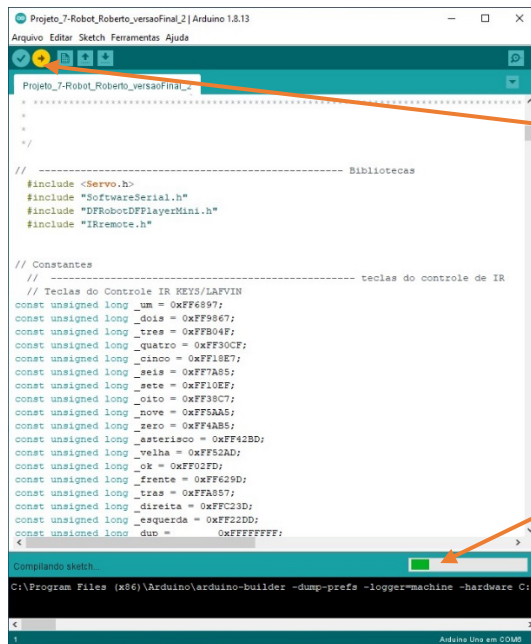 Projeto_7-Robot_Roberto_versaoFinal_2 | Arduino 1.8.13
Arquivo Editar Sketch Ferramentas Ajuda
Projeto_7-Robot_Roberto_versaoFinal_2
* ******************************************************************************
*
*
*/
// ---------------------------------------------- Bibliotecas
#include <Servo.h>
#include "SoftwareSerial.h"
#include "DFRobotDFPlayerMini.h"
#include "IRremote.h"
// Constantes
// ---------------------------------------------- teclas do controle de IR
// Teclas do Controle IR KEYS/LAFVIN
const unsigned long _um = 0xFF6897;
const unsigned long _dois = 0xFF9867;
const unsigned long _tres = 0xFFB04F;
const unsigned long _quatro = 0xFF30CF;
const unsigned long _cinco = 0xFF18E7;
const unsigned long _seis = 0xFF7A85;
const unsigned long _sete = 0xFF10EF;
const unsigned long _oito = 0xFF38C7;
const unsigned long _nove = 0xFF5AA5;
const unsigned long _zero = 0xFF4AB5;
const unsigned long _asterisco = 0xFF42BD;
const unsigned long _velha = 0xFF52AD;
const unsigned long _ok = 0xFF02FD;
const unsigned long _frente = 0xFF629D;
const unsigned long _tras = 0xFFA857;
const unsigned long _direita = 0xFFC23D;
const unsigned long _esquerda = 0xFF22DD;
const unsigned long _dup = 0xFFFFFFFF;
Compilando sketch...
C:\Program Files (x86)\Arduino\arduino-builder -dump-prefs -logger=machine -hardware C:
1
Arduino Uno em COM6